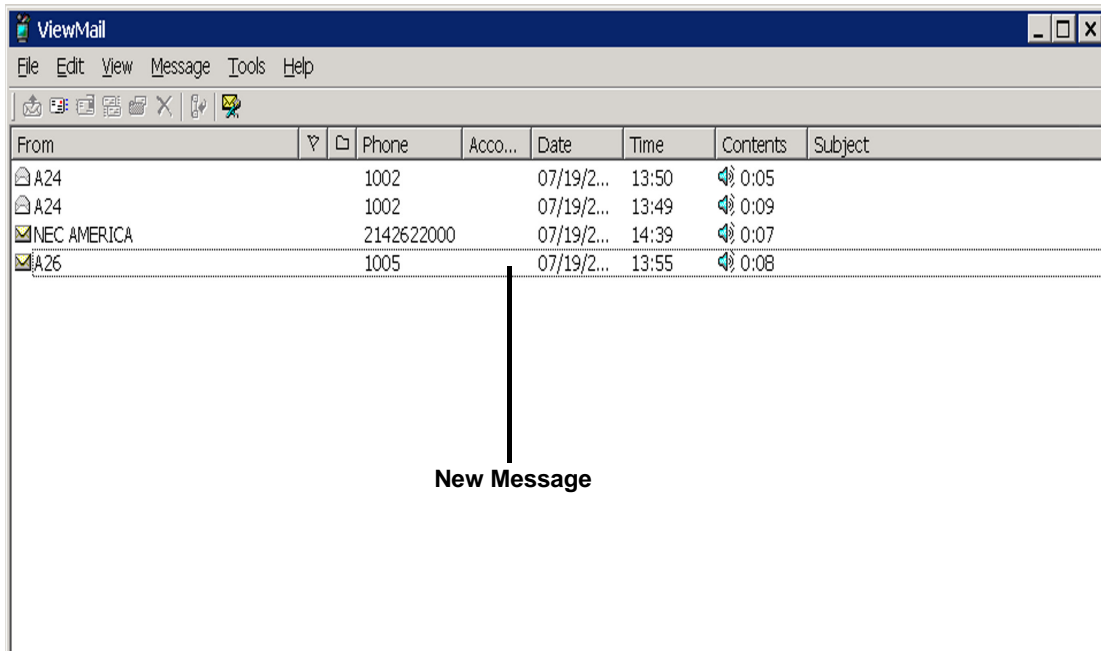 ViewMail
File Edit View Message Tools Help
From Phone Acco... Date Time Contents Subject
A24 1002 07/19/2... 13:50 0:05
A24 1002 07/19/2... 13:49 0:09
NEC AMERICA 2142622000 07/19/2... 14:39 0:07
A26 1005 07/19/2... 13:55 0:08
New Message